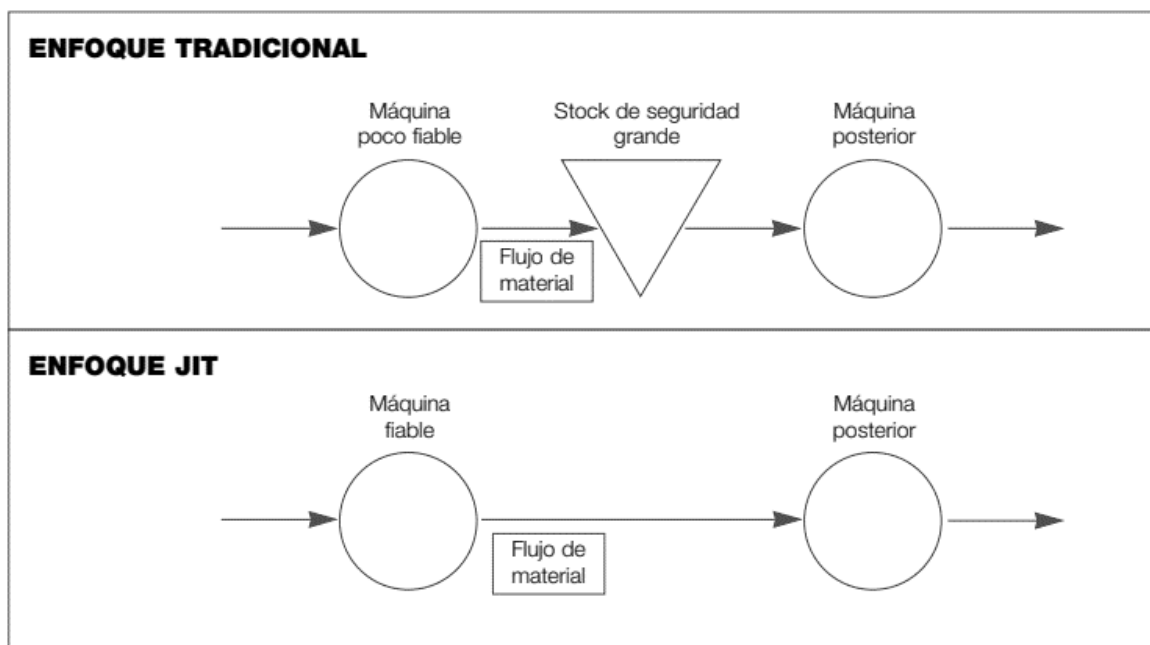 ENFOQUE TRADICIONAL
Máquina
poco fiable
Stock de seguridad
grande
Máquina
posterior
Flujo de
material
ENFOQUE JIT
Máquina
fiable
Máquina
posterior
Flujo de
material